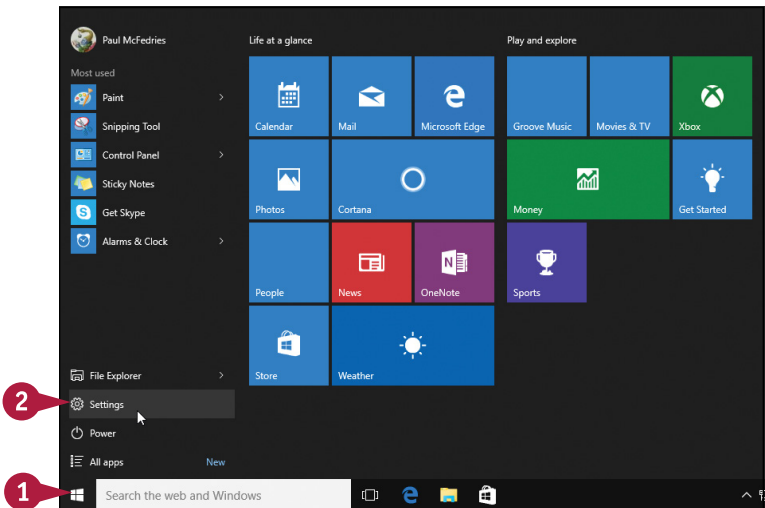 Paul McFedries
Life at a glance
Play and explore
Most used
Paint
Snipping Tool
Control Panel
Sticky Notes
Get Skype
Alarms & Clock
Calendar
Mail
Microsoft Edge
Groove Music
Movies & TV
Xbox
Photos
Cortana
Money
Get Started
People
News
OneNote
Sports
Store
Weather
File Explorer
2
Settings
Power
All apps
New
1
Search the web and Windows